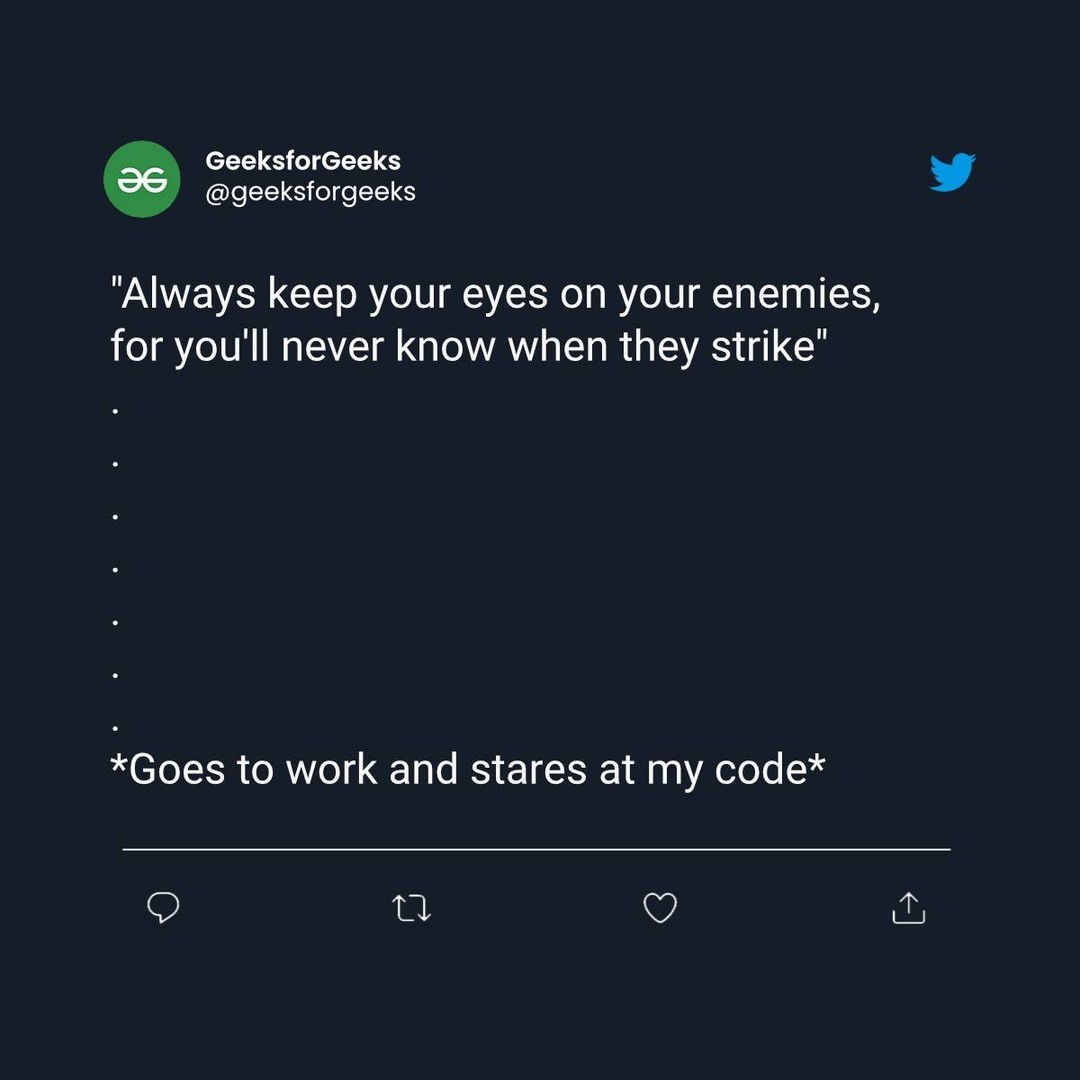 GeeksforGeeks
@geeksforgeeks
"Always keep your eyes on your enemies,
for you'll never know when they strike"
.
.
.
.
.
.
.
*Goes to work and stares at my code*